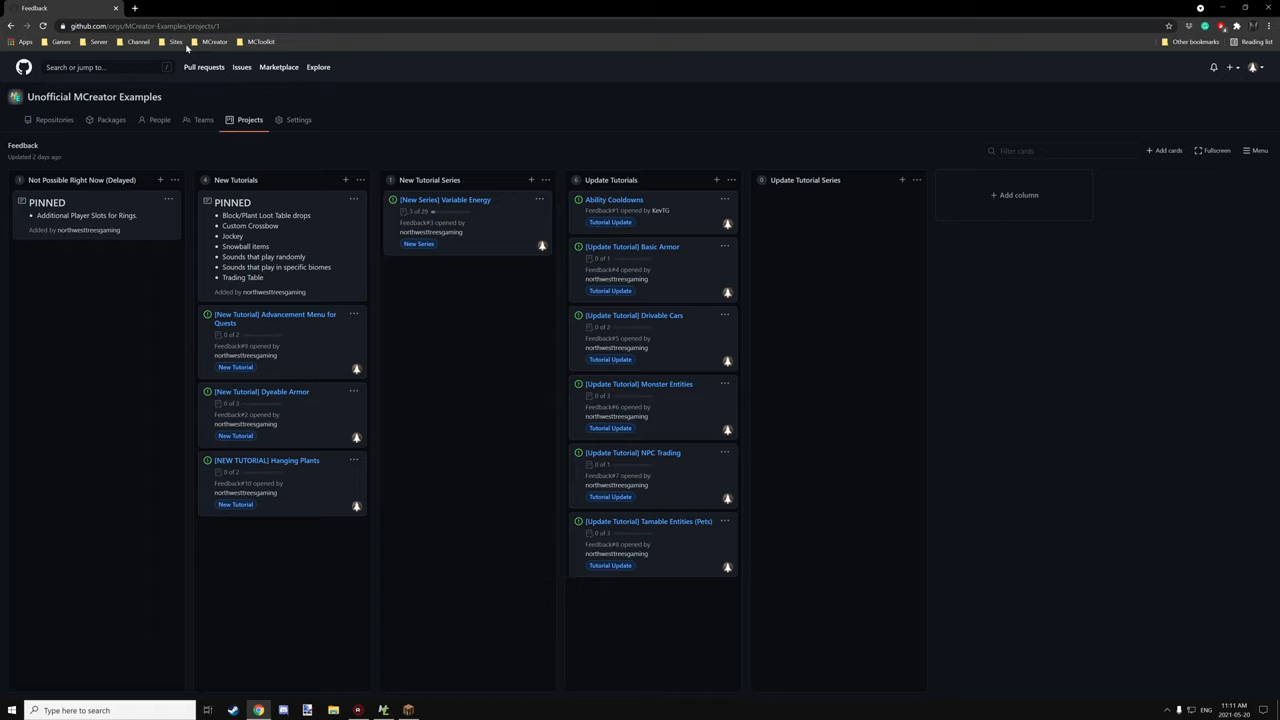 Feedback
github.com/orgs/MCreator-Examples/projects/1
Apps
Games
Server
Channel
Sites
MCreator
MCToolkit
Other bookmarks
Reading list
Search or jump to...
/
Pull requests
Issues
Marketplace
Explore
Unofficial MCreator Examples
Repositories
Packages
People
Teams
Projects
Settings
Feedback
Updated 2 days ago
Filter cards
+ Add cards
Fullscreen
Menu
1 Not Possible Right Now (Delayed)
PINNED
• Additional Player Slots for Rings.
Added by northwesttreesgaming
4 New Tutorials
PINNED
• Block/Plant Loot Table drops
• Custom Crossbow
• Jockey
• Snowball items
• Sounds that play randomly
• Sounds that play in specific biomes
• Trading Table
Added by northwesttreesgaming
[New Tutorial] Advancement Menu for
Quests
0 of 2
Feedback#9 opened by
northwesttreesgaming
New Tutorial
[New Tutorial] Dyeable Armor
0 of 3
Feedback#2 opened by
northwesttreesgaming
New Tutorial
[NEW TUTORIAL] Hanging Plants
0 of 2
Feedback#10 opened by
northwesttreesgaming
New Tutorial
1 New Tutorial Series
[New Series] Variable Energy
3 of 29
Feedback#3 opened by
northwesttreesgaming
New Series
6 Update Tutorials
Ability Cooldowns
Feedback#1 opened by KevTG
Tutorial Update
[Update Tutorial] Basic Armor
0 of 1
Feedback#4 opened by
northwesttreesgaming
Tutorial Update
[Update Tutorial] Drivable Cars
0 of 2
Feedback#5 opened by
northwesttreesgaming
Tutorial Update
[Update Tutorial] Monster Entities
0 of 3
Feedback#6 opened by
northwesttreesgaming
Tutorial Update
[Update Tutorial] NPC Trading
0 of 1
Feedback#7 opened by
northwesttreesgaming
Tutorial Update
[Update Tutorial] Tamable Entities (Pets)
0 of 3
Feedback#8 opened by
northwesttreesgaming
Tutorial Update
0 Update Tutorial Series
+ Add column
Type here to search
ENG
11:11 AM
2021-05-20